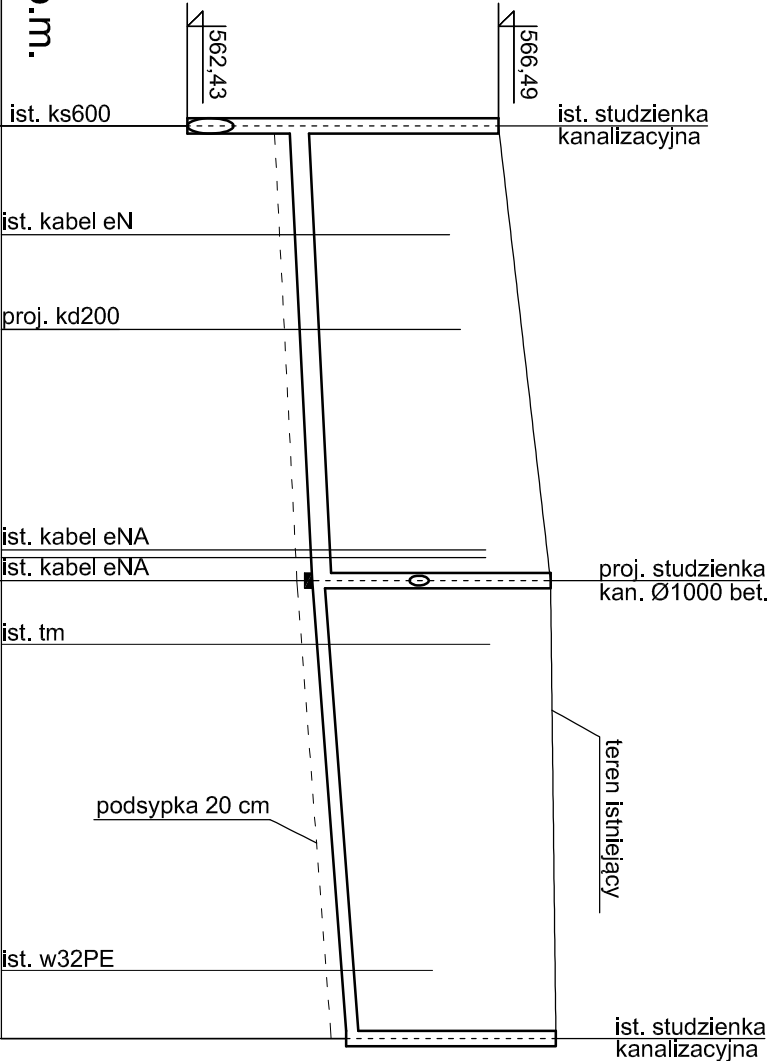 562,43
566,49
ist. ks600
ist. studzienka
kanalizacyjna
ist. kabel eN
proj. kd200
ist. kabel eNA
ist. kabel eNA
proj. studzienka
kan. Ø1000 bet.
ist. tm
teren istniejący
podsypka 20 cm
ist. w32PE
ist. studzienka
kanalizacyjna